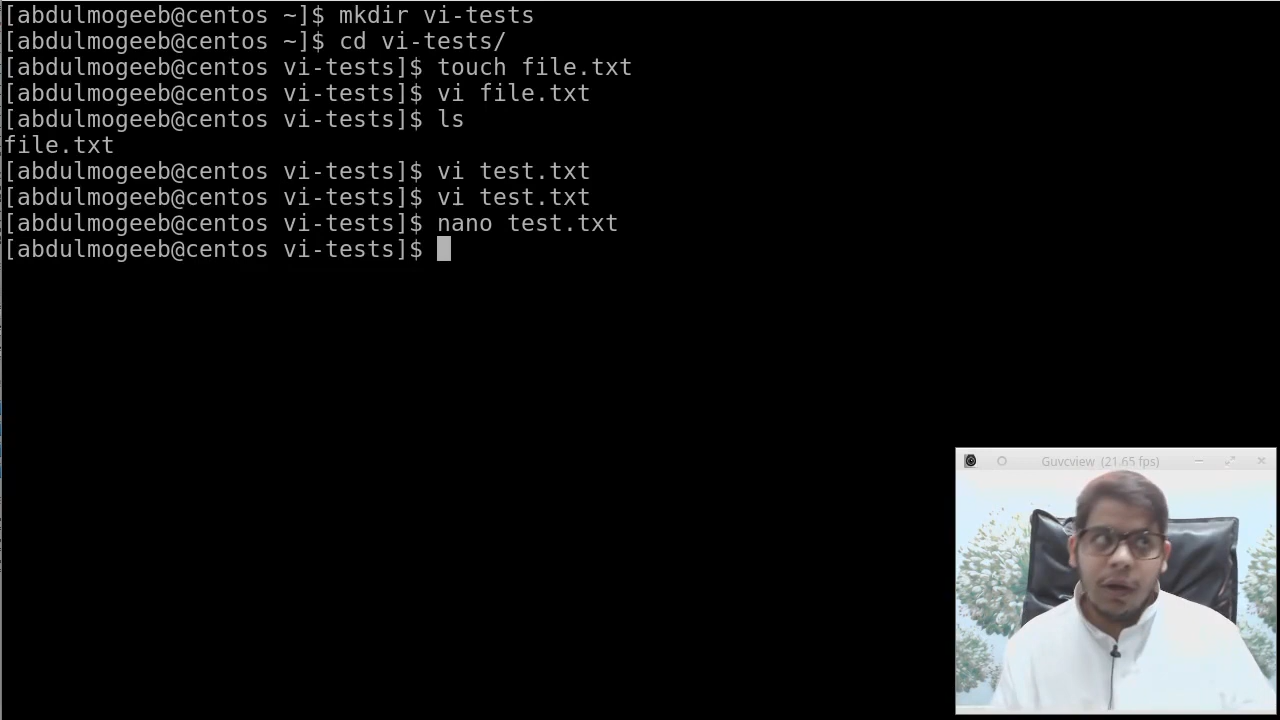 [abdulmogeeb@centos ~]$ mkdir vi-tests
[abdulmogeeb@centos ~]$ cd vi-tests/
[abdulmogeeb@centos vi-tests]$ touch file.txt
[abdulmogeeb@centos vi-tests]$ vi file.txt
[abdulmogeeb@centos vi-tests]$ ls
file.txt
[abdulmogeeb@centos vi-tests]$ vi test.txt
[abdulmogeeb@centos vi-tests]$ vi test.txt
[abdulmogeeb@centos vi-tests]$ nano test.txt
[abdulmogeeb@centos vi-tests]$
Guvcview (21.65 fps)